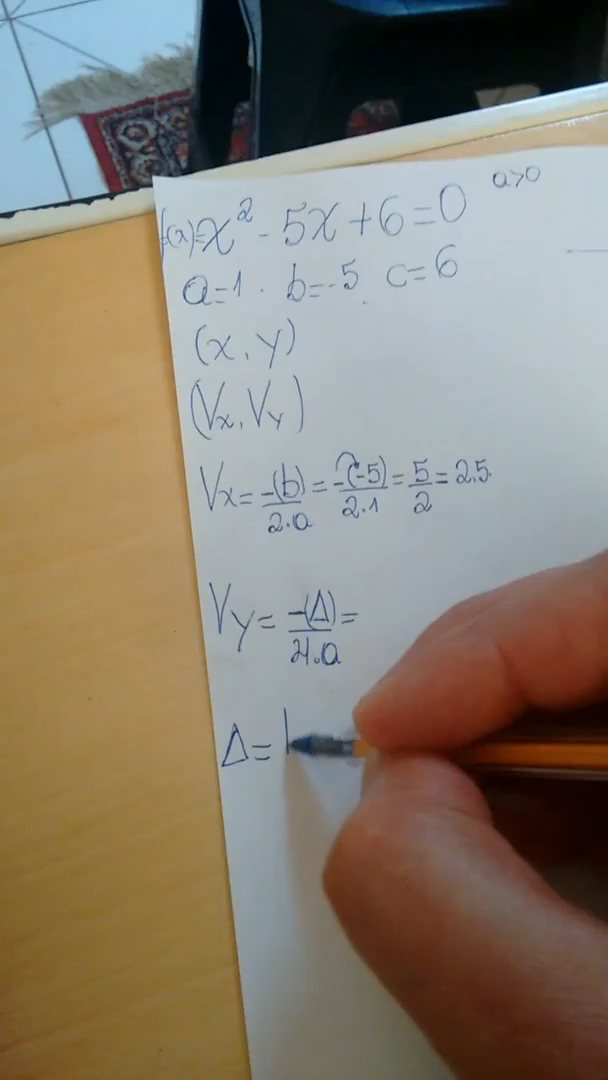 a>0
f(x)=x² - 5x+6=0
a=1 . b=-5. c=6
(x, y)
(Vx, Vy)
Vx = -(b)/2.a = -(-5)/2.1 = 5/2 = 2.5
Vy = -(Δ)/4.a =
Δ =